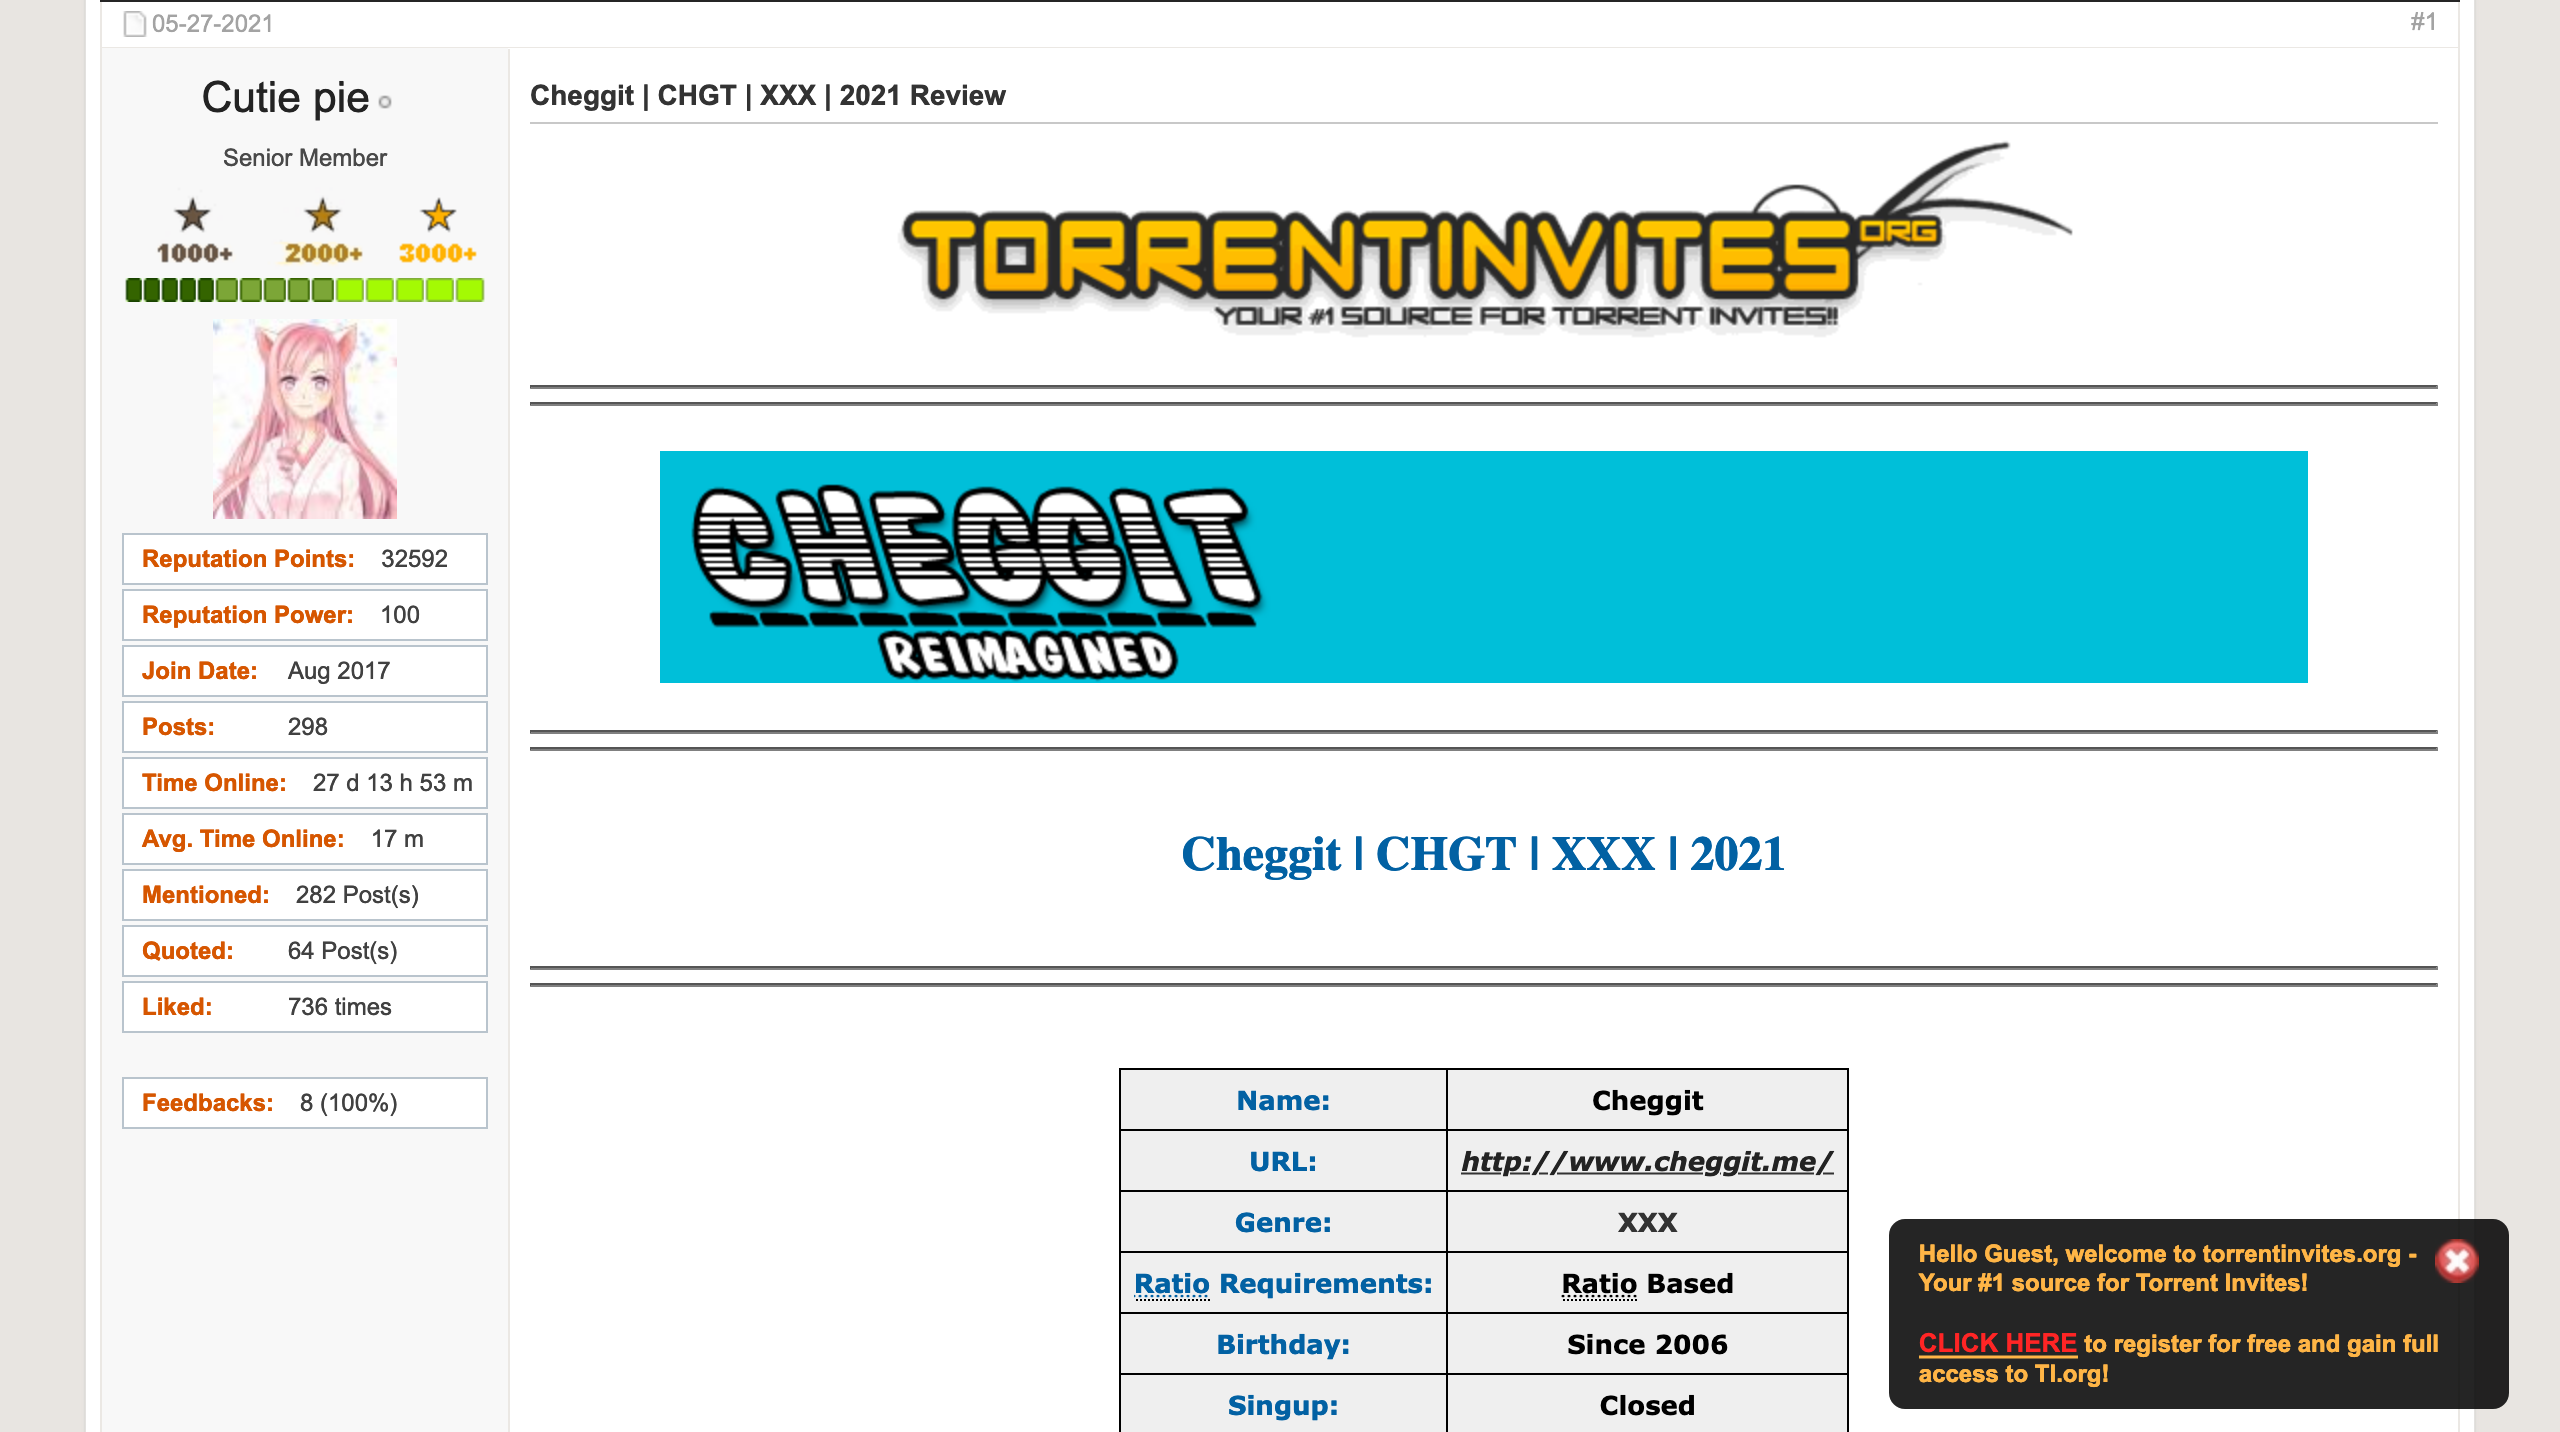 05-27-2021
#1
Cutie pie
Senior Member
1000+ 2000+ 3000+
Reputation Points: 32592
Reputation Power: 100
Join Date: Aug 2017
Posts: 298
Time Online: 27 d 13 h 53 m
Avg. Time Online: 17 m
Mentioned: 282 Post(s)
Quoted: 64 Post(s)
Liked: 736 times
Feedbacks: 8 (100%)
Cheggit | CHGT | XXX | 2021 Review
TORRENTINVITES ORG
YOUR #1 SOURCE FOR TORRENT INVITES!!
CHEGGIT
REIMAGINED
Cheggit | CHGT | XXX | 2021
Name: Cheggit
URL: http://www.cheggit.me/
Genre: XXX
Ratio Requirements: Ratio Based
Birthday: Since 2006
Singup: Closed
Hello Guest, welcome to torrentinvites.org -
Your #1 source for Torrent Invites!
CLICK HERE to register for free and gain full
access to TI.org!